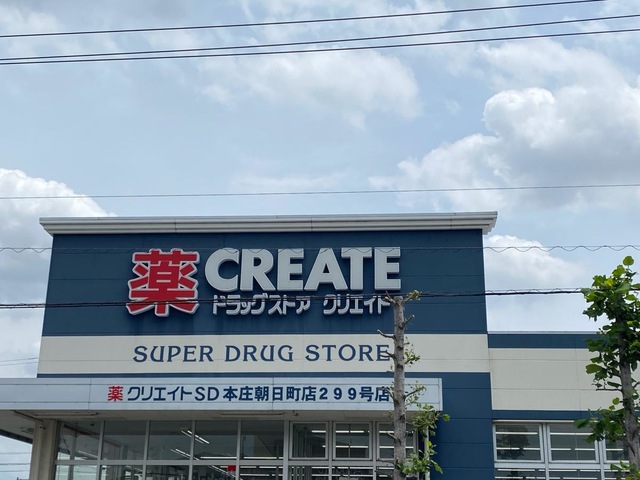 薬 CREATE
ドラッグストア クリエイト
SUPER DRUG STORE
薬 クリエイトSD本庄朝日町店299号店